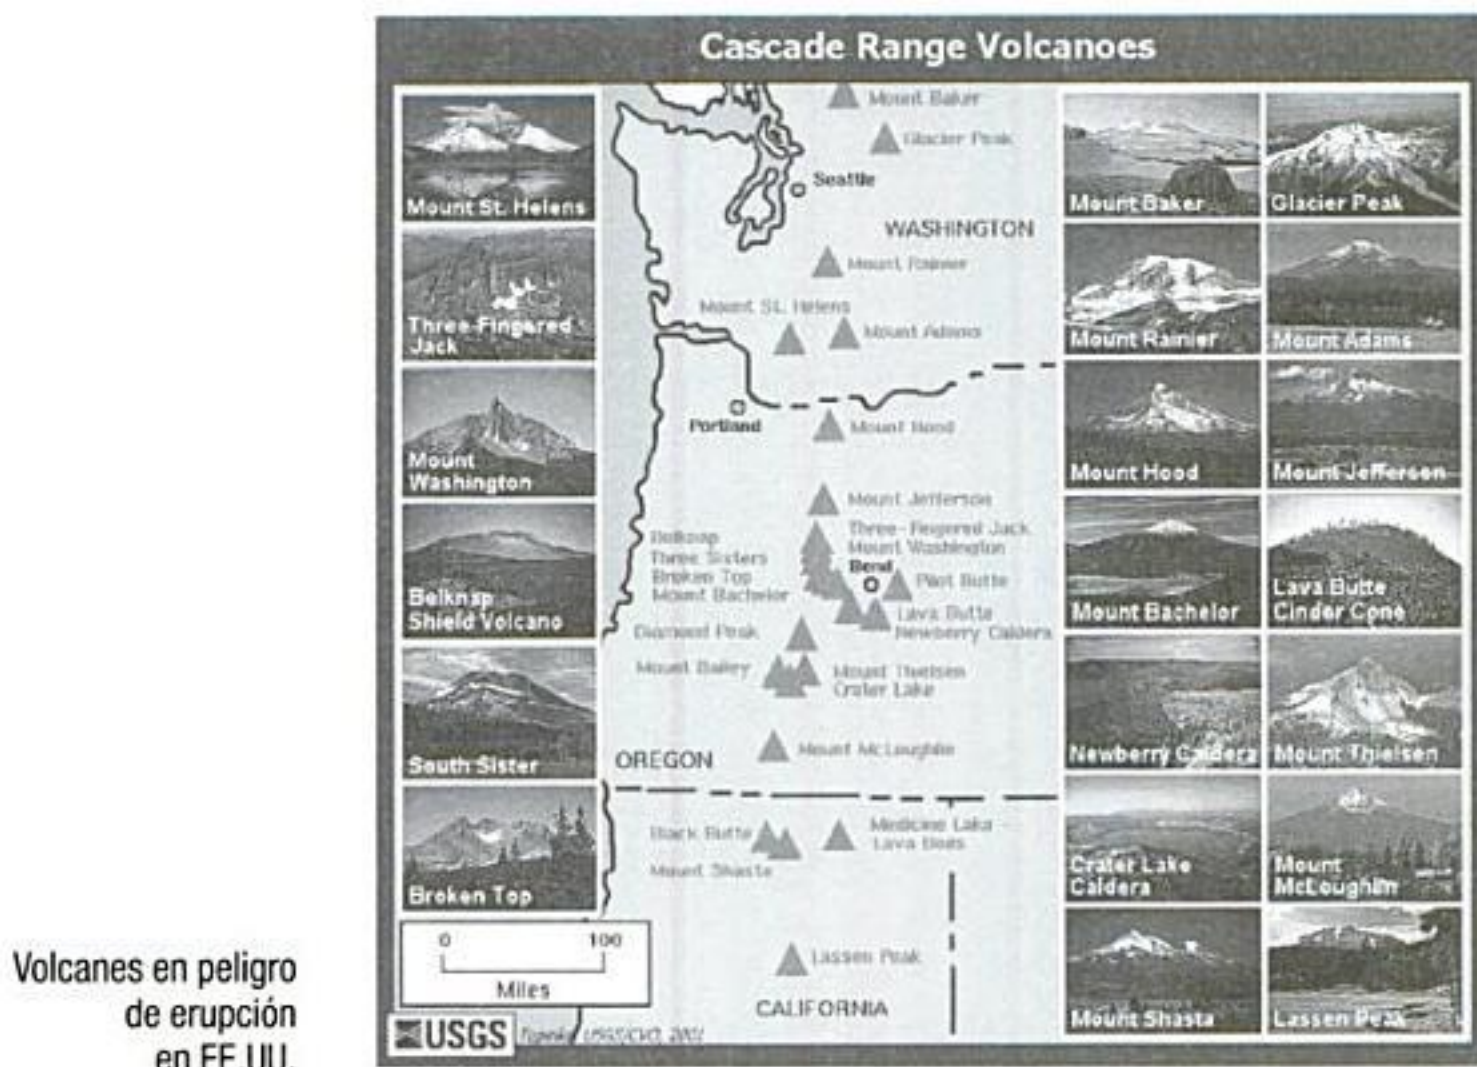 Cascade Range Volcanoes
Mount St. Helens
Three-Fingered
Jack
Mount
Washington
Belknap
Shield Volcano
South Sister
Broken Top
Mount Baker
Glacier Peak
Seattle
WASHINGTON
Mount Rainier
Mount St. Helens
Mount Adams
Portland
Mount Hood
Mount Jefferson
Three-Fingered Jack
Mount Washington
Belknap
Three Sisters
Broken Top
Mount Bachelor
Bend
Pilot Butte
Lava Butte
Newberry Caldera
Diamond Peak
Mount Bailey
Mount Thielsen
Crater Lake
Mount McLoughlin
OREGON
Black Butte
Mount Shasta
Medicine Lake -
Lava Beds
Lassen Peak
CALIFORNIA
Mount Baker
Glacier Peak
Mount Rainier
Mount Adams
Mount Hood
Mount Jefferson
Mount Bachelor
Lava Butte
Cinder Cone
Newberry Caldera
Mount Thielsen
Crater Lake
Caldera
Mount
McLoughlin
Mount Shasta
Lassen Peak
0 100
Miles
USGS
Topinka, USGS/CVO, 2001
Volcanes en peligro
de erupción
en EE.UU.